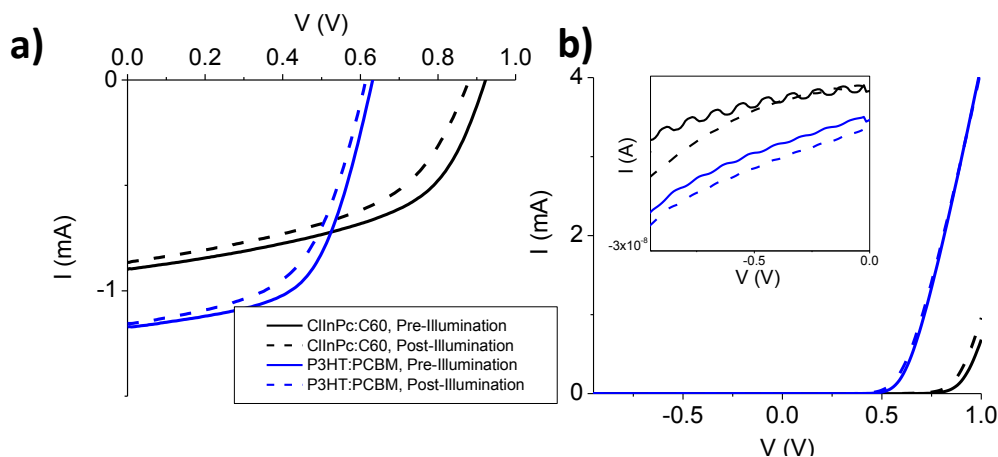 a)
V (V)
0.0 0.2 0.4 0.6 0.8 1.0
0
-1
I (mA)
ClInPc:C60, Pre-Illumination
ClInPc:C60, Post-Illumination
P3HT:PCBM, Pre-Illumination
P3HT:PCBM, Post-Illumination
b)
4
2
0
I (mA)
-0.5 0.0 0.5 1.0
V (V)
I (A)
-3x10⁻⁸
-0.5 0.0
V (V)